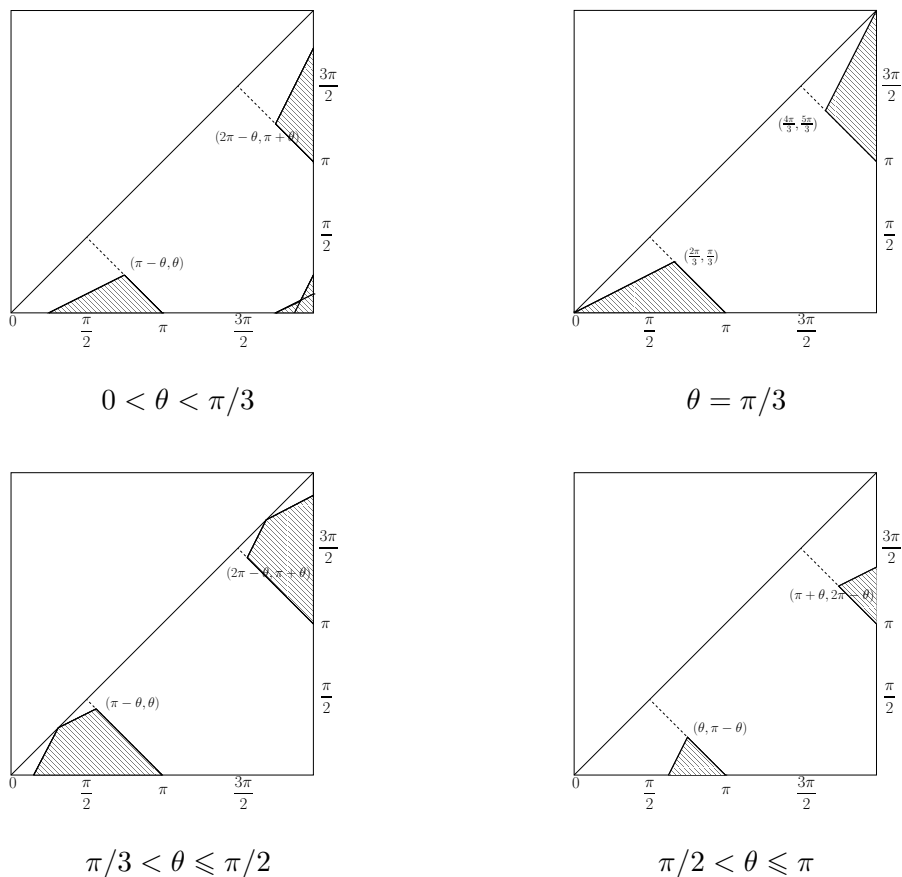 3π/2
(2π − θ, π + θ)
π
π/2
(π − θ, θ)
0 π/2 π 3π/2
0 < θ < π/3
3π/2
(4π/3, 5π/3)
π
π/2
(2π/3, π/3)
0 π/2 π 3π/2
θ = π/3
3π/2
(2π − θ, π + θ)
π
π/2
(π − θ, θ)
0 π/2 π 3π/2
π/3 < θ ⩽ π/2
3π/2
(π + θ, 2π − θ)
π
π/2
(θ, π − θ)
0 π/2 π 3π/2
π/2 < θ ⩽ π